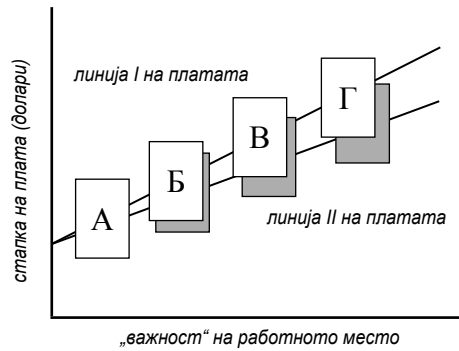 линија I на платата
Г
В
Б
А
линија II на платата
стапка на плата (долари)
„важност“ на работното место